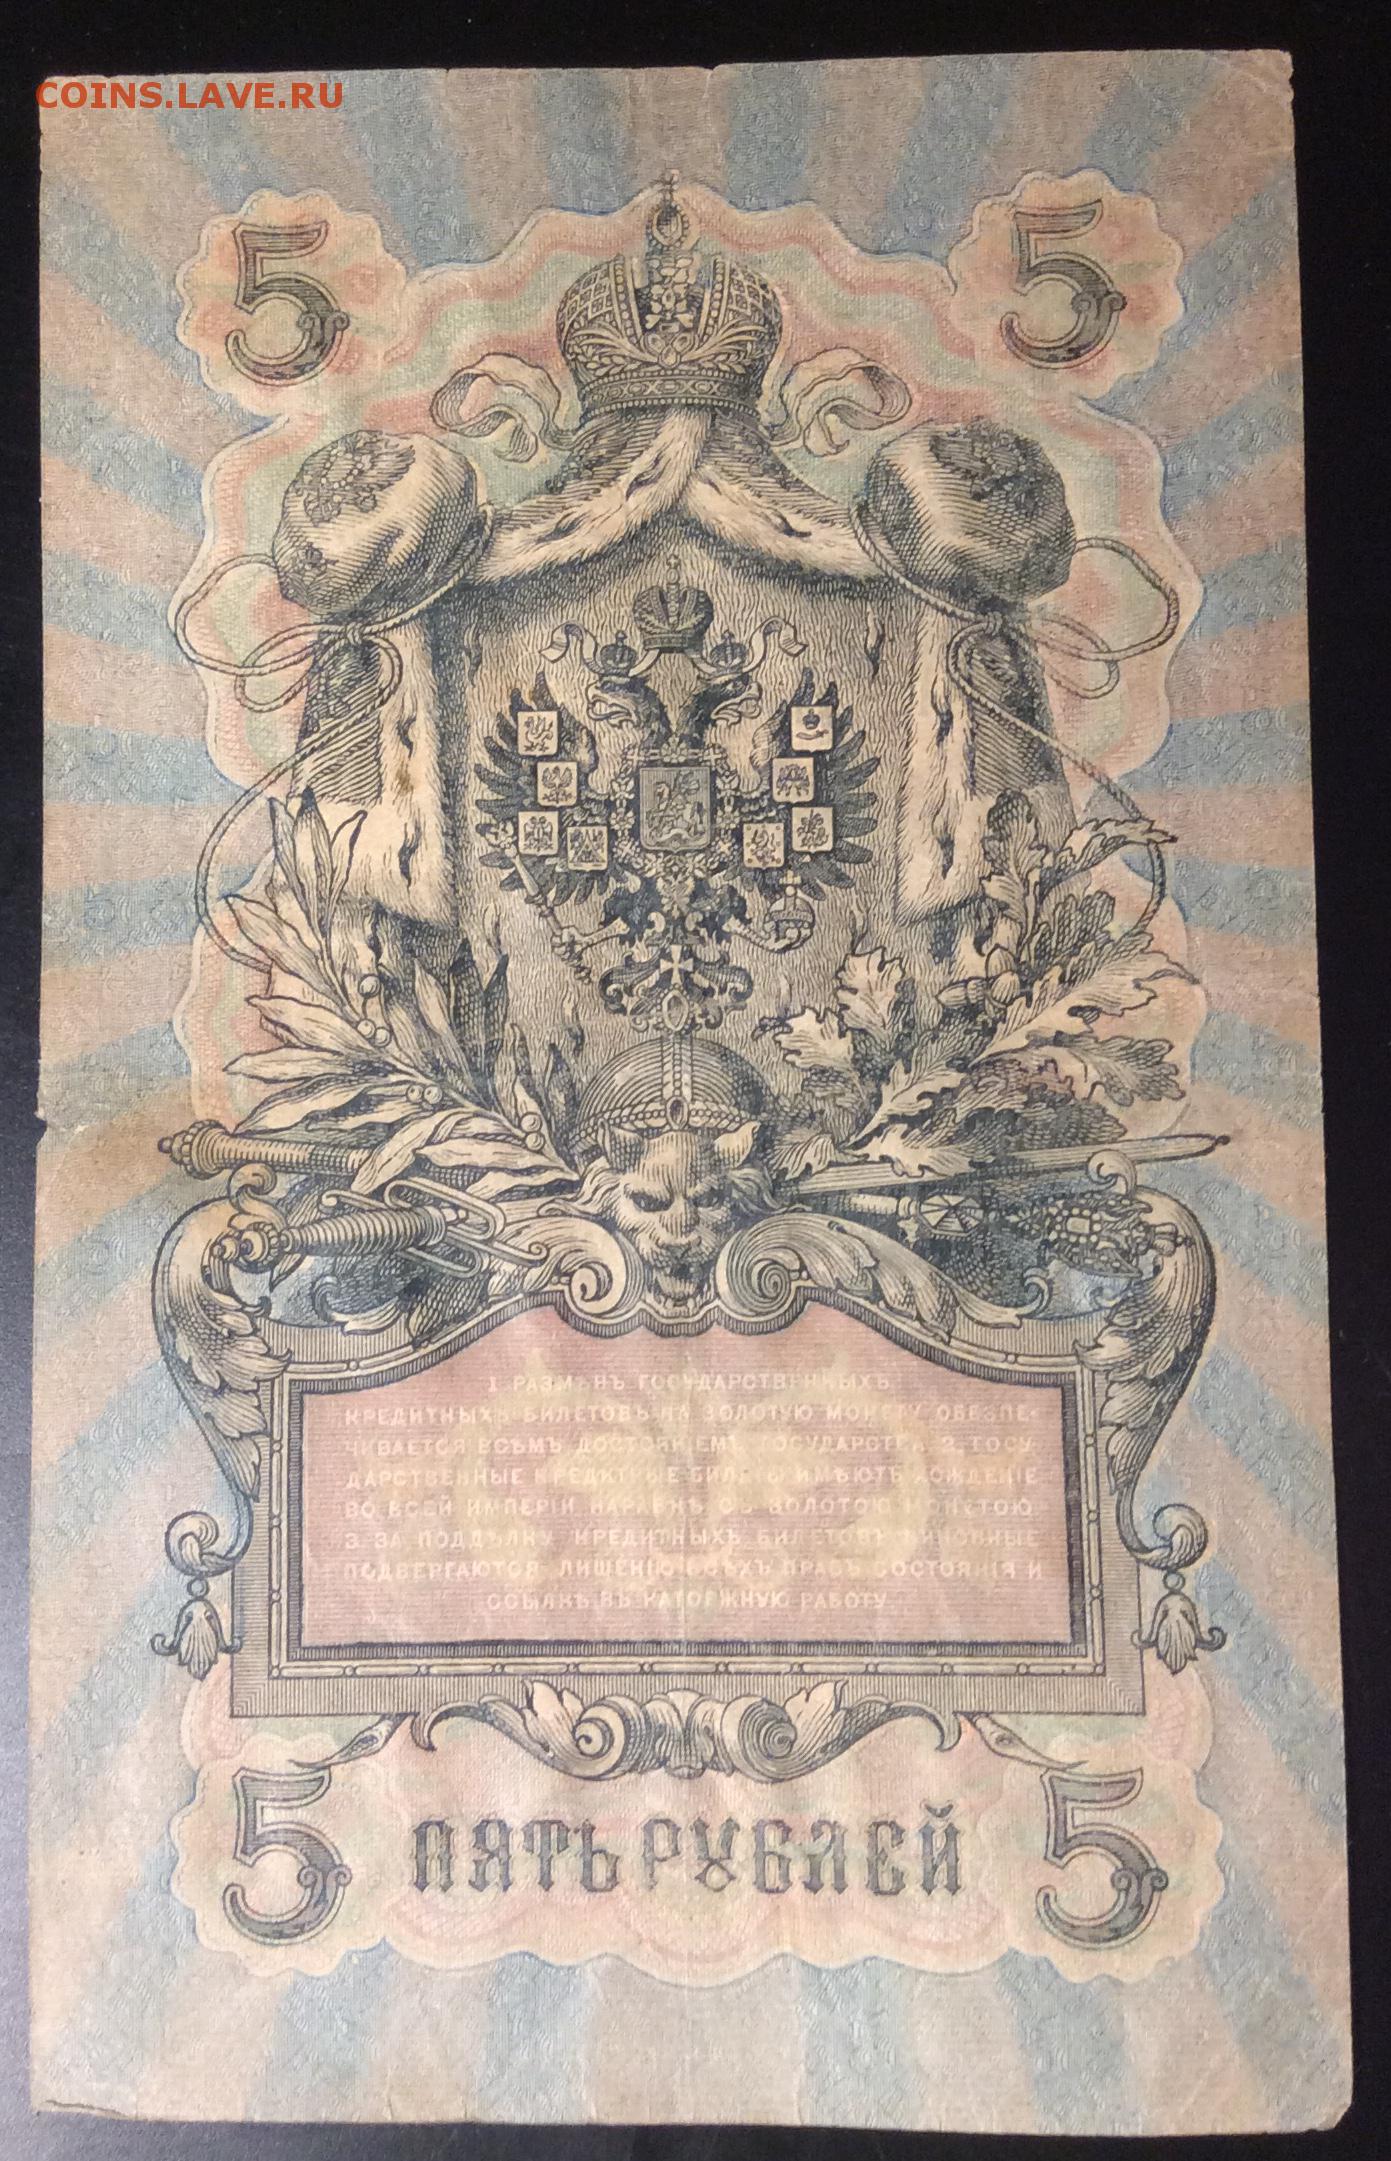 COINS.LAVE.RU
5 5
1. РАЗМѢНЪ ГОСУДАРСТВЕННЫХЪ
КРЕДИТНЫХЪ БИЛЕТОВЪ НА ЗОЛОТУЮ МОНЕТУ ОБЕЗПЕ-
ЧИВАЕТСЯ ВСѢМЪ ДОСТОЯНІЕМЪ ГОСУДАРСТВА. 2. ГОСУ-
ДАРСТВЕННЫЕ КРЕДИТНЫЕ БИЛЕТЫ ИМѢЮТЪ ХОЖДЕНІЕ
ВО ВСЕЙ ИМПЕРІИ НАРАВНѢ СЪ ЗОЛОТОЮ МОНЕТОЮ.
3. ЗА ПОДДѢЛКУ КРЕДИТНЫХЪ БИЛЕТОВЪ ВИНОВНЫЕ
ПОДВЕРГАЮТСЯ ЛИШЕНІЮ ВСѢХЪ ПРАВЪ СОСТОЯНІЯ И
ССЫЛКѢ ВЪ КАТОРЖНУЮ РАБОТУ.
5 ПЯТЬ РУБЛЕЙ 5